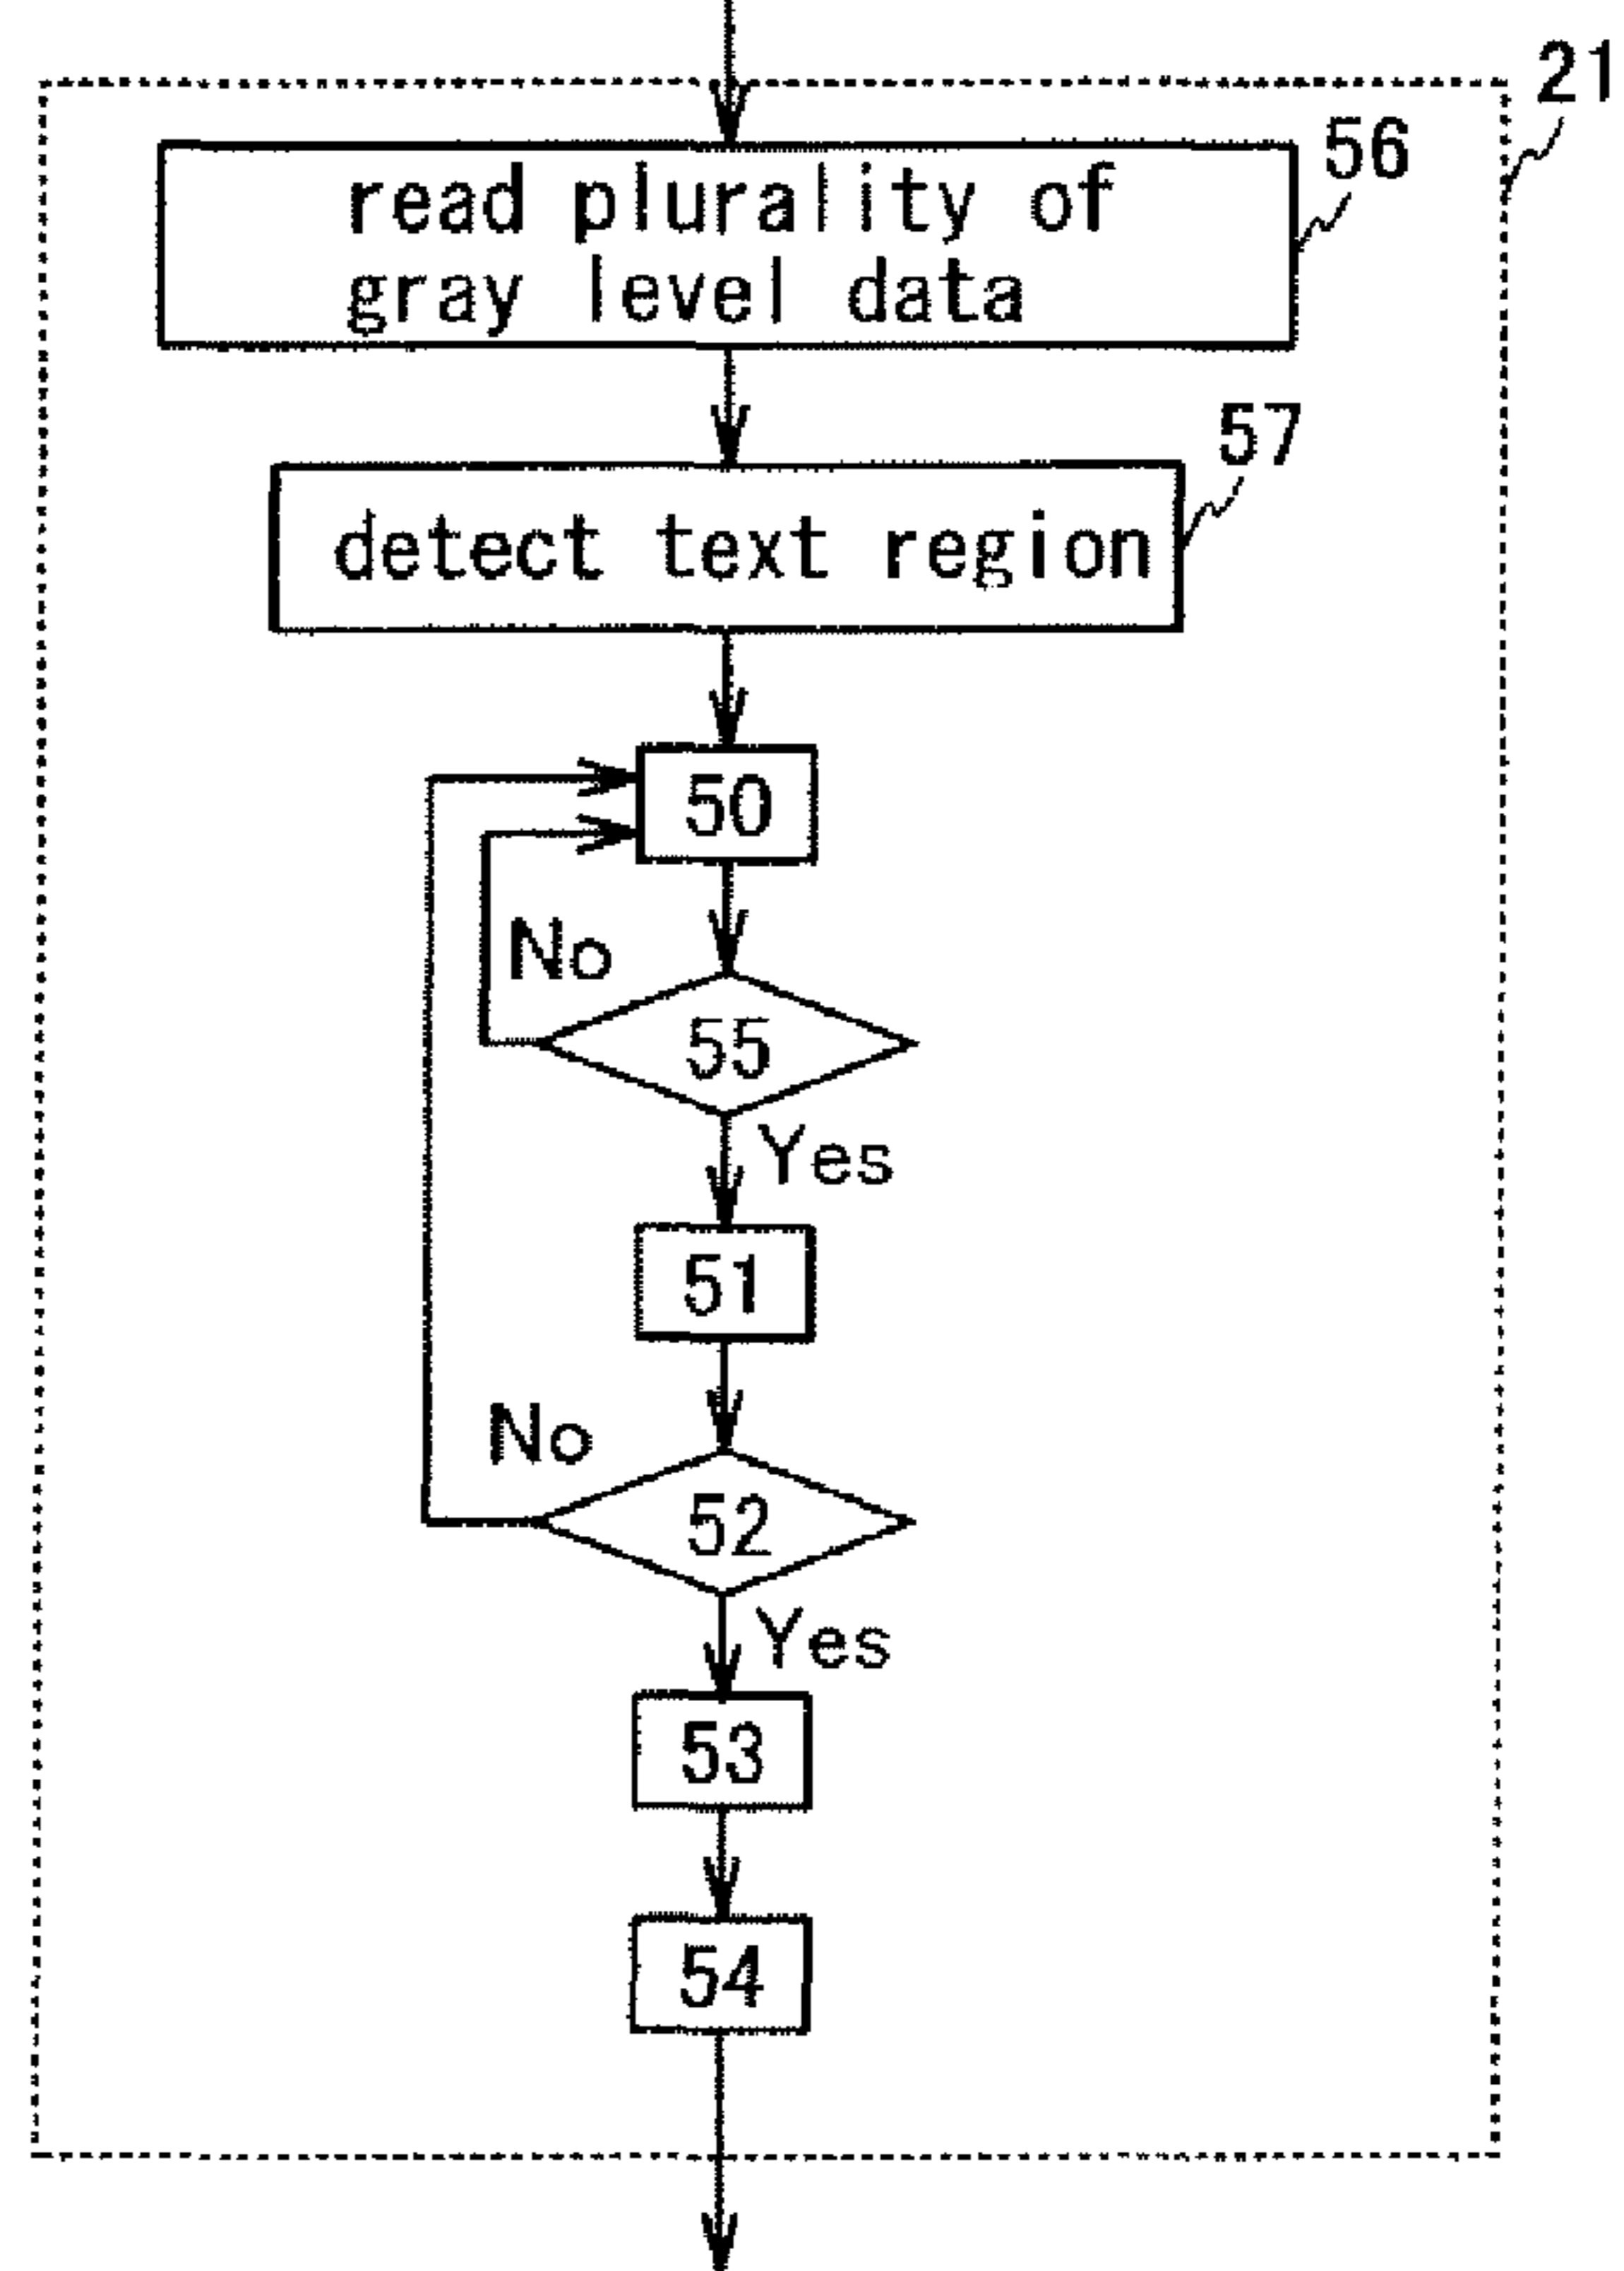 21
56
read plurality of
gray level data
57
detect text region
50
No
55
Yes
51
No
52
Yes
53
54